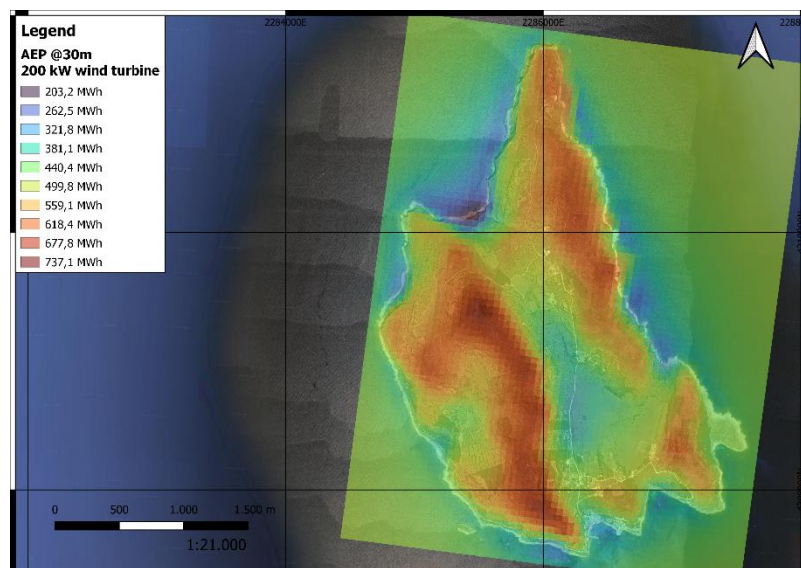 2284000E
2286000E
2288
Legend
AEP @30m
200 kW wind turbine
203,2 MWh
262,5 MWh
321,8 MWh
381,1 MWh
440,4 MWh
499,8 MWh
559,1 MWh
618,4 MWh
677,8 MWh
737,1 MWh
0 500 1.000 1.500 m
1:21.000